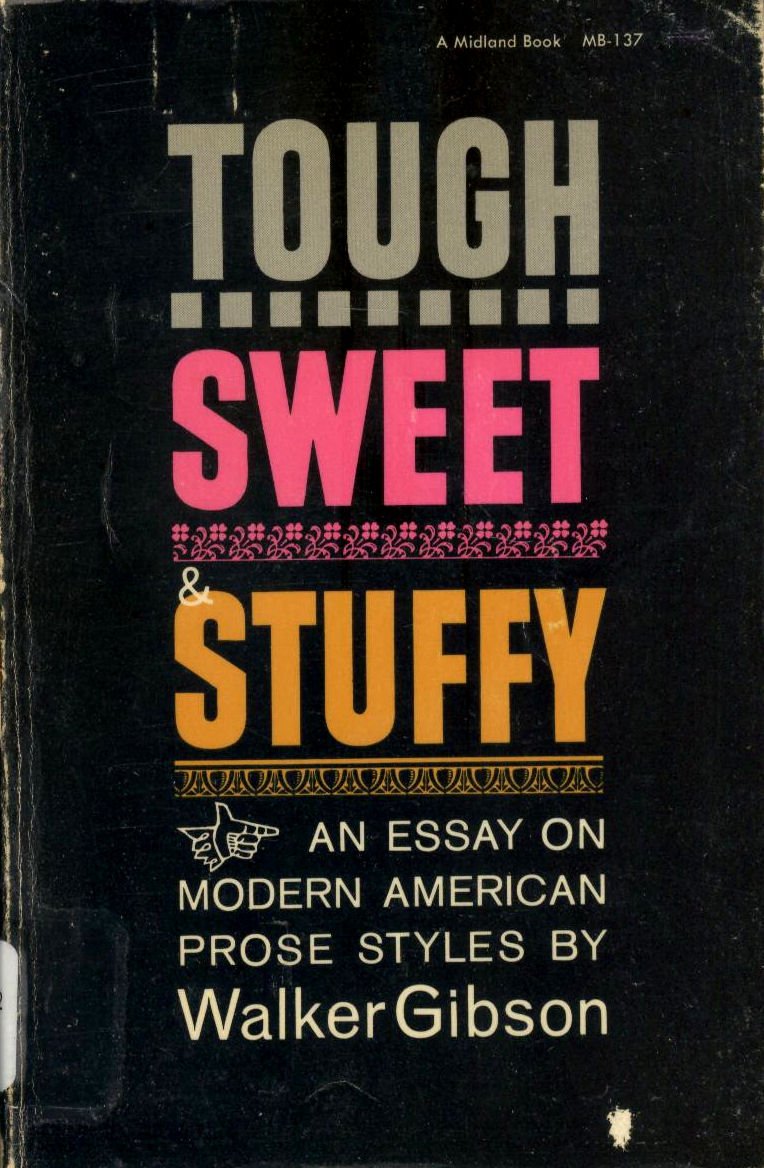 A Midland Book MB-137
TOUGH
SWEET
&
STUFFY
AN ESSAY ON
MODERN AMERICAN
PROSE STYLES BY
Walker Gibson